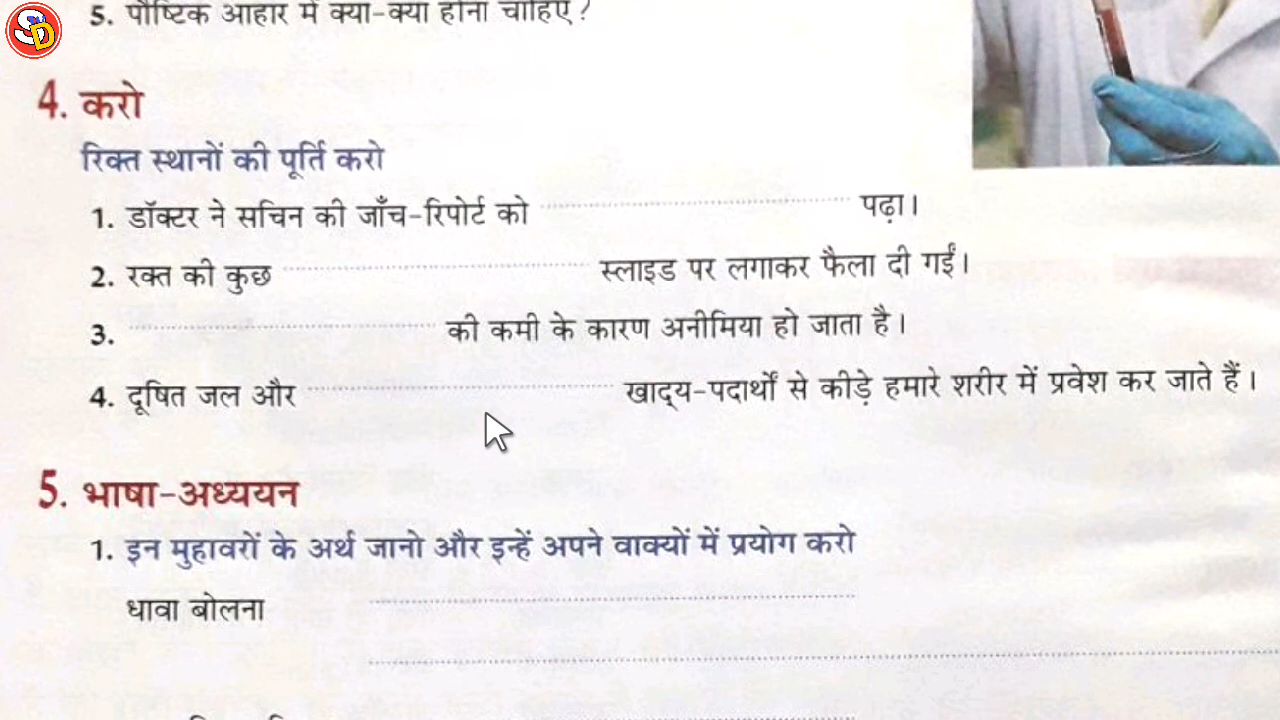 SD
5. पौष्टिक आहार में क्या-क्या होना चाहिए?
4. करो
रिक्त स्थानों की पूर्ति करो
1. डॉक्टर ने सचिन की जाँच-रिपोर्ट को ........ पढ़ा।
2. रक्त की कुछ ........ स्लाइड पर लगाकर फैला दी गईं।
3. ........ की कमी के कारण अनीमिया हो जाता है।
4. दूषित जल और ........ खाद्य-पदार्थों से कीड़े हमारे शरीर में प्रवेश कर जाते हैं।
5. भाषा-अध्ययन
1. इन मुहावरों के अर्थ जानो और इन्हें अपने वाक्यों में प्रयोग करो
धावा बोलना ........